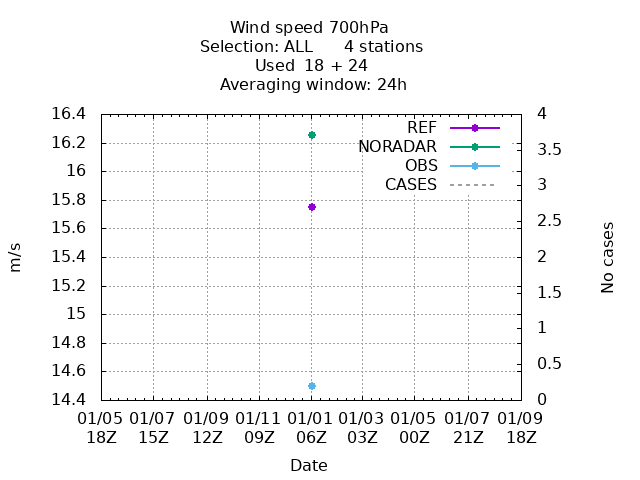 Wind speed 700hPa
Selection: ALL      4 stations
Used  18 + 24
Averaging window: 24h
16.4
16.2
16
15.8
15.6
15.4
15.2
15
14.8
14.6
14.4
m/s
REF
NORADAR
OBS
CASES
4
3.5
3
2.5
2
1.5
1
0.5
0
No cases
01/05 01/07 01/09 01/11 01/01 01/03 01/05 01/07 01/09
18Z 15Z 12Z 09Z 06Z 03Z 00Z 21Z 18Z
Date